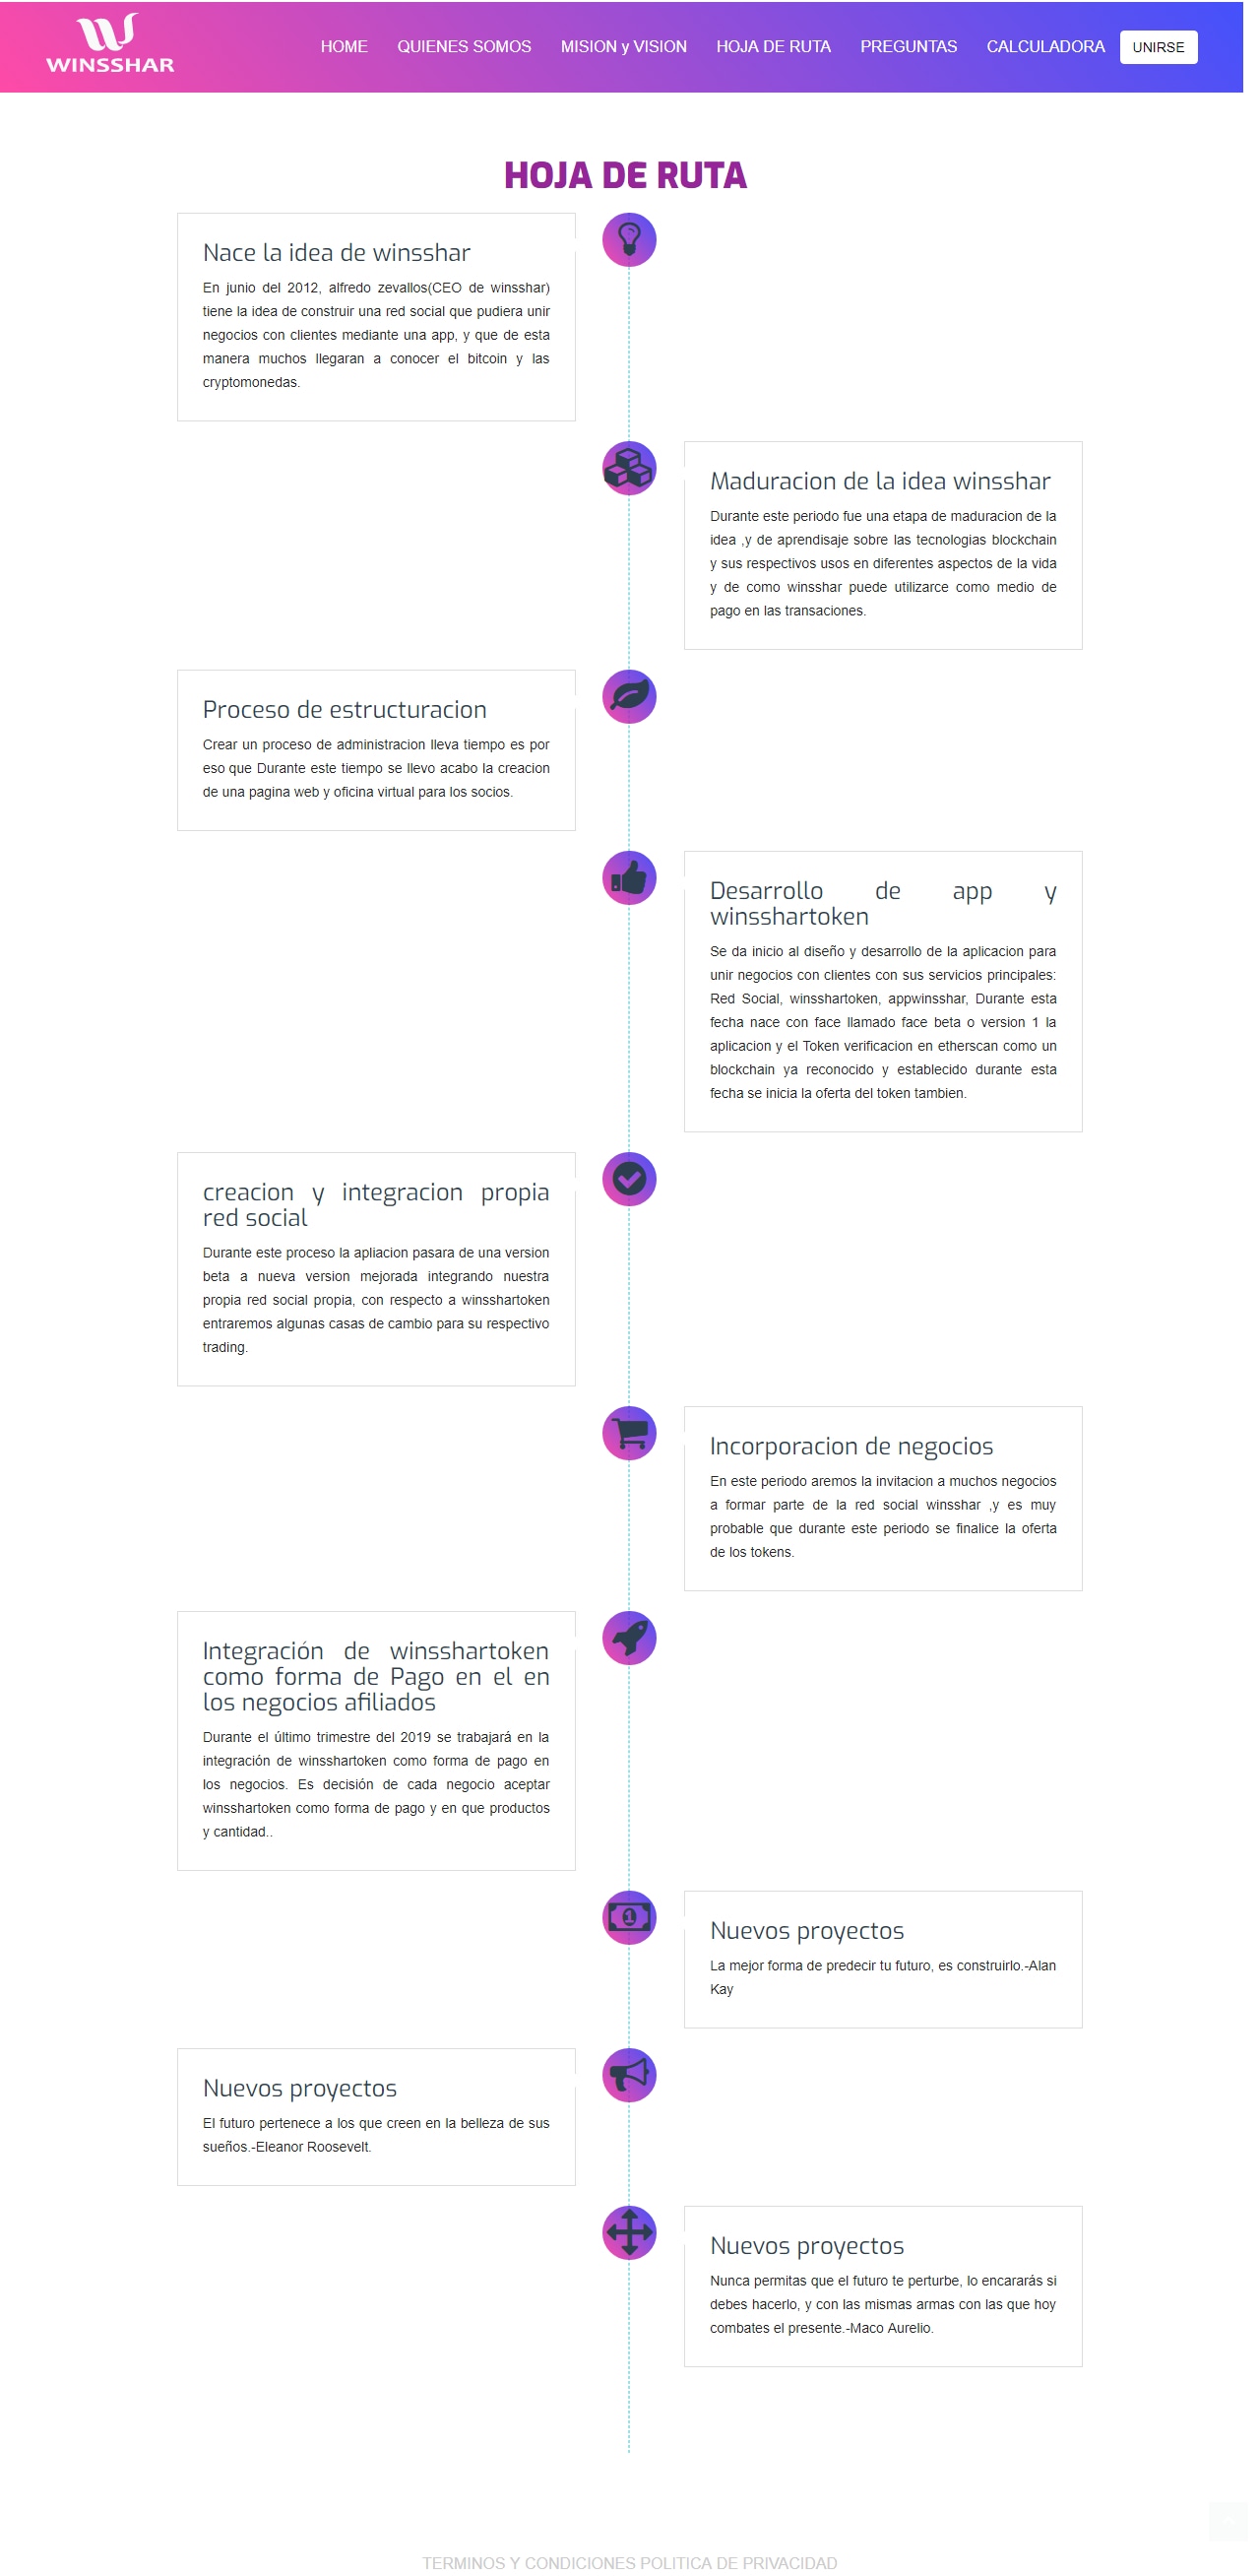 WINSSHAR
HOME QUIENES SOMOS MISION y VISION HOJA DE RUTA PREGUNTAS CALCULADORA UNIRSE
HOJA DE RUTA
Nace la idea de winsshar
En junio del 2012, alfredo zevallos(CEO de winsshar)
tiene la idea de construir una red social que pudiera unir
negocios con clientes mediante una app, y que de esta
manera muchos llegaran a conocer el bitcoin y las
cryptomonedas.
Maduracion de la idea winsshar
Durante este periodo fue una etapa de maduracion de la
idea ,y de aprendisaje sobre las tecnologias blockchain
y sus respectivos usos en diferentes aspectos de la vida
y de como winsshar puede utilizarce como medio de
pago en las transaciones.
Proceso de estructuracion
Crear un proceso de administracion lleva tiempo es por
eso que Durante este tiempo se llevo acabo la creacion
de una pagina web y oficina virtual para los socios.
Desarrollo de app y
winsshartoken
Se da inicio al diseño y desarrollo de la aplicacion para
unir negocios con clientes con sus servicios principales:
Red Social, winsshartoken, appwinsshar, Durante esta
fecha nace con face llamado face beta o version 1 la
aplicacion y el Token verificacion en etherscan como un
blockchain ya reconocido y establecido durante esta
fecha se inicia la oferta del token tambien.
creacion y integracion propia
red social
Durante este proceso la apliacion pasara de una version
beta a nueva version mejorada integrando nuestra
propia red social propia, con respecto a winsshartoken
entraremos algunas casas de cambio para su respectivo
trading.
Incorporacion de negocios
En este periodo aremos la invitacion a muchos negocios
a formar parte de la red social winsshar ,y es muy
probable que durante este periodo se finalice la oferta
de los tokens.
Integración de winsshartoken
como forma de Pago en el en
los negocios afiliados
Durante el último trimestre del 2019 se trabajará en la
integración de winsshartoken como forma de pago en
los negocios. Es decisión de cada negocio aceptar
winsshartoken como forma de pago y en que productos
y cantidad..
Nuevos proyectos
La mejor forma de predecir tu futuro, es construirlo.-Alan
Kay
Nuevos proyectos
El futuro pertenece a los que creen en la belleza de sus
sueños.-Eleanor Roosevelt.
Nuevos proyectos
Nunca permitas que el futuro te perturbe, lo encararás si
debes hacerlo, y con las mismas armas con las que hoy
combates el presente.-Maco Aurelio.
TERMINOS Y CONDICIONES POLITICA DE PRIVACIDAD